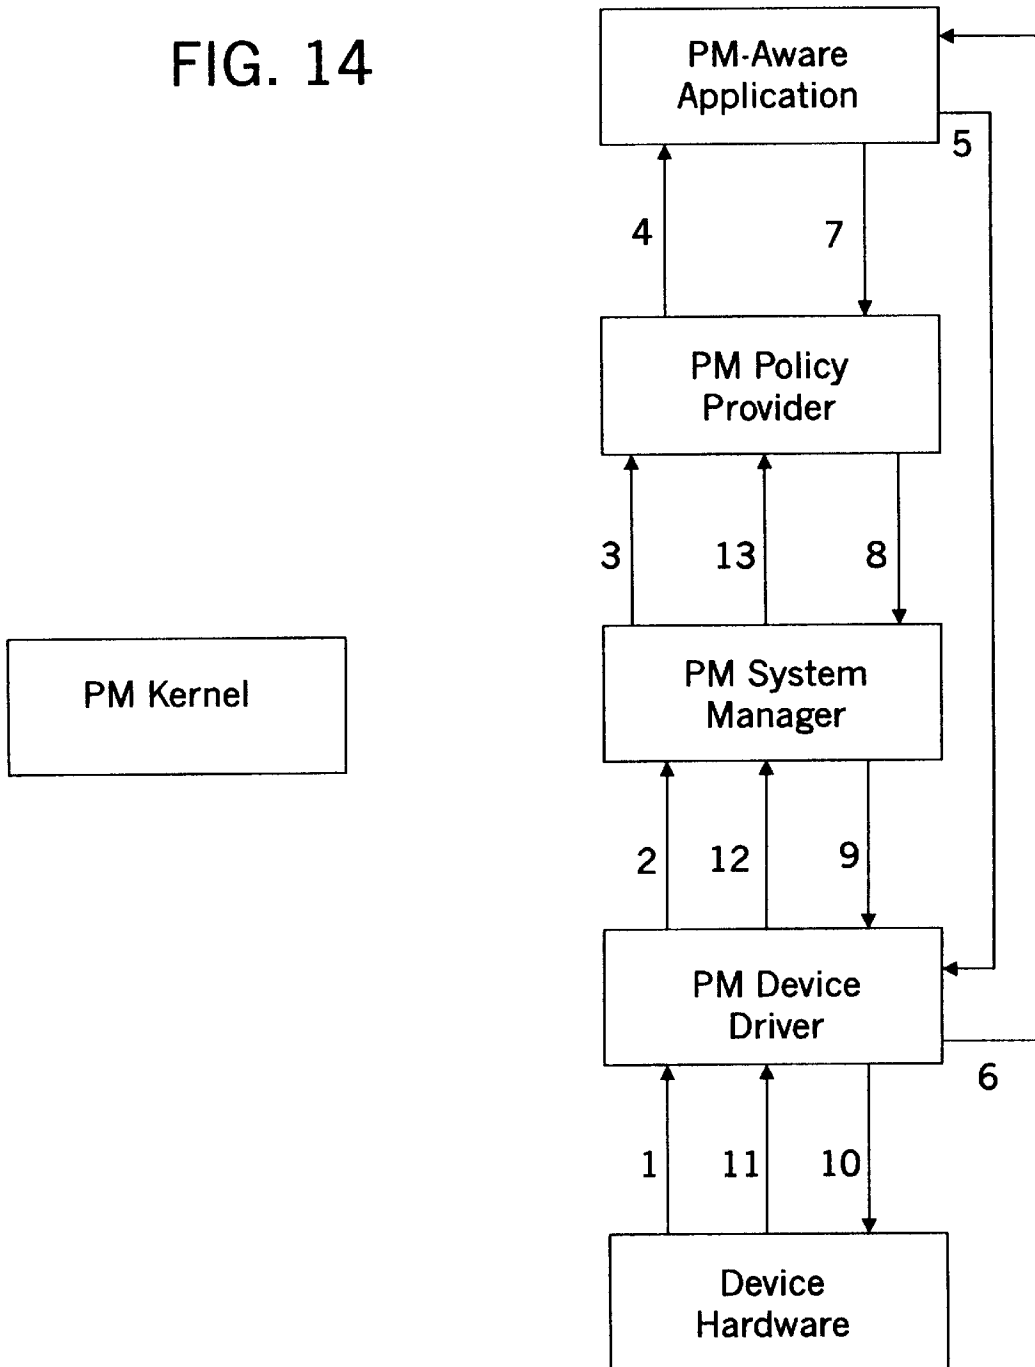 FIG. 14
PM-Aware
Application
5
4
7
PM Policy
Provider
3
13
8
PM Kernel
PM System
Manager
2
12
9
PM Device
Driver
6
1
11
10
Device
Hardware